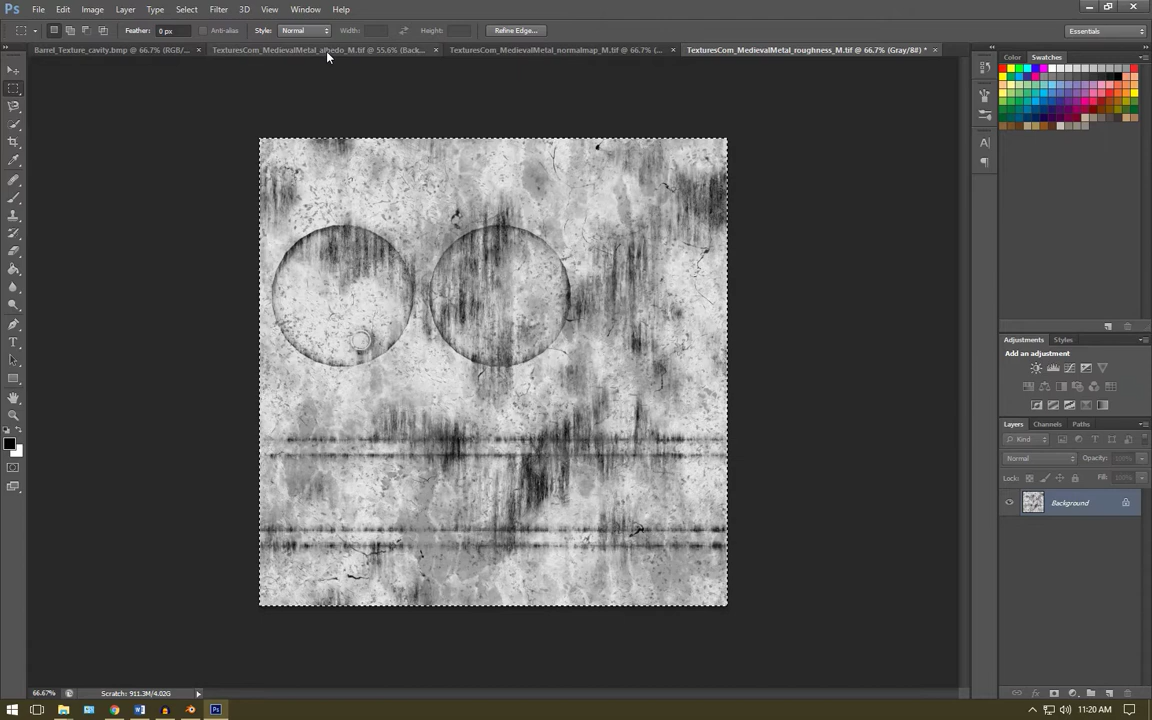 Ps File Edit Image Layer Type Select Filter 3D View Window Help
Feather: 0 px Anti-alias Style: Normal Width: Height: Refine Edge... Essentials
Barrel_Texture_cavity.bmp @ 66.7% (RGB/... × TexturesCom_MedievalMetal_albedo_M.tif @ 55.6% (Back... × TexturesCom_MedievalMetal_normalmap_M.tif @ 66.7% (... × TexturesCom_MedievalMetal_roughness_M.tif @ 66.7% (Gray/8#) * ×
Color Swatches
Adjustments Styles
Add an adjustment
Layers Channels Paths
Kind
Normal Opacity: 100%
Lock: Fill: 100%
Background
66.67% Scratch: 911.3M/4.02G
11:20 AM